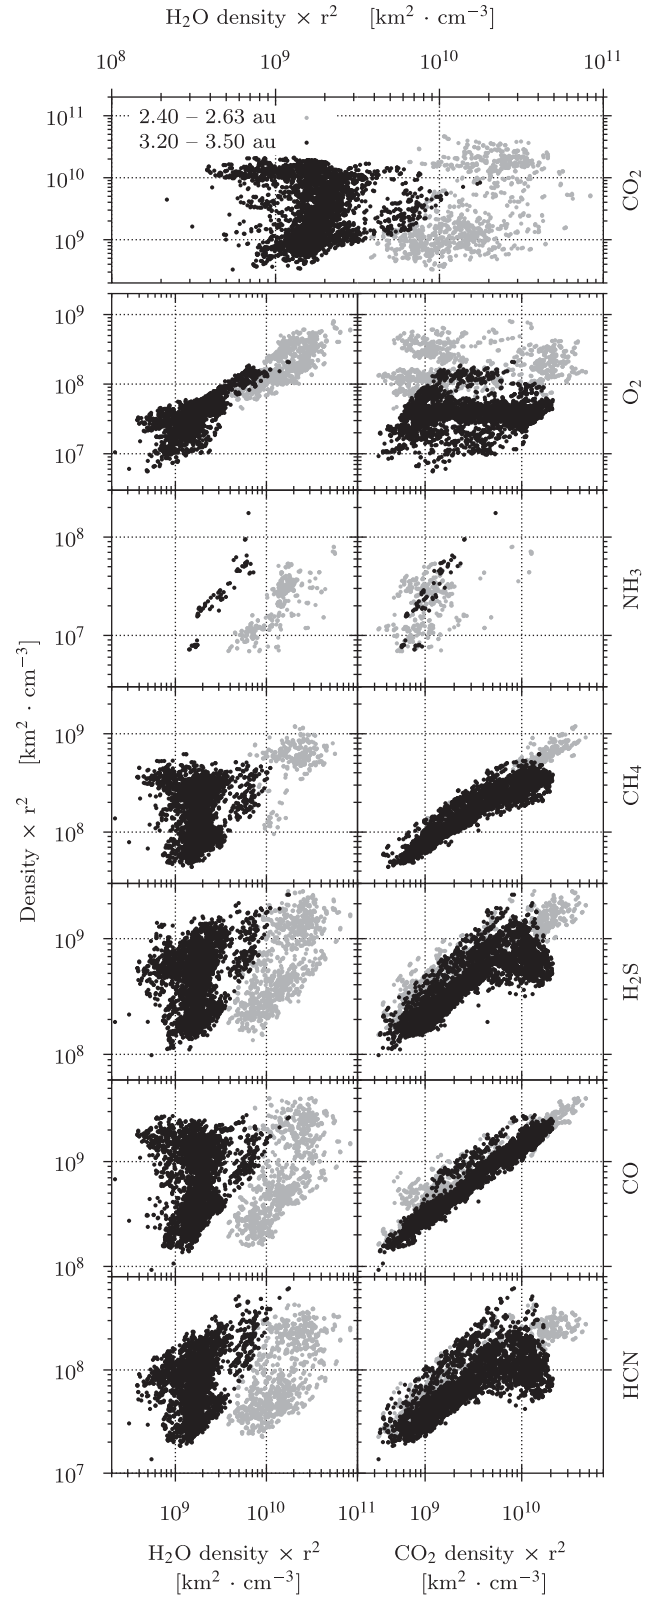 H₂O density × r² [km² · cm⁻³]
10⁸ 10⁹ 10¹⁰ 10¹¹
2.40 – 2.63 au
3.20 – 3.50 au
10¹¹
10¹⁰
10⁹
CO₂
10⁹
10⁸
10⁷
O₂
10⁸
10⁷
NH₃
Density × r² [km² · cm⁻³]
10⁹
10⁸
CH₄
10⁹
10⁸
H₂S
10⁹
10⁸
CO
10⁸
10⁷
HCN
10⁹ 10¹⁰ 10¹¹ 10⁹ 10¹⁰
H₂O density × r² CO₂ density × r²
[km² · cm⁻³] [km² · cm⁻³]